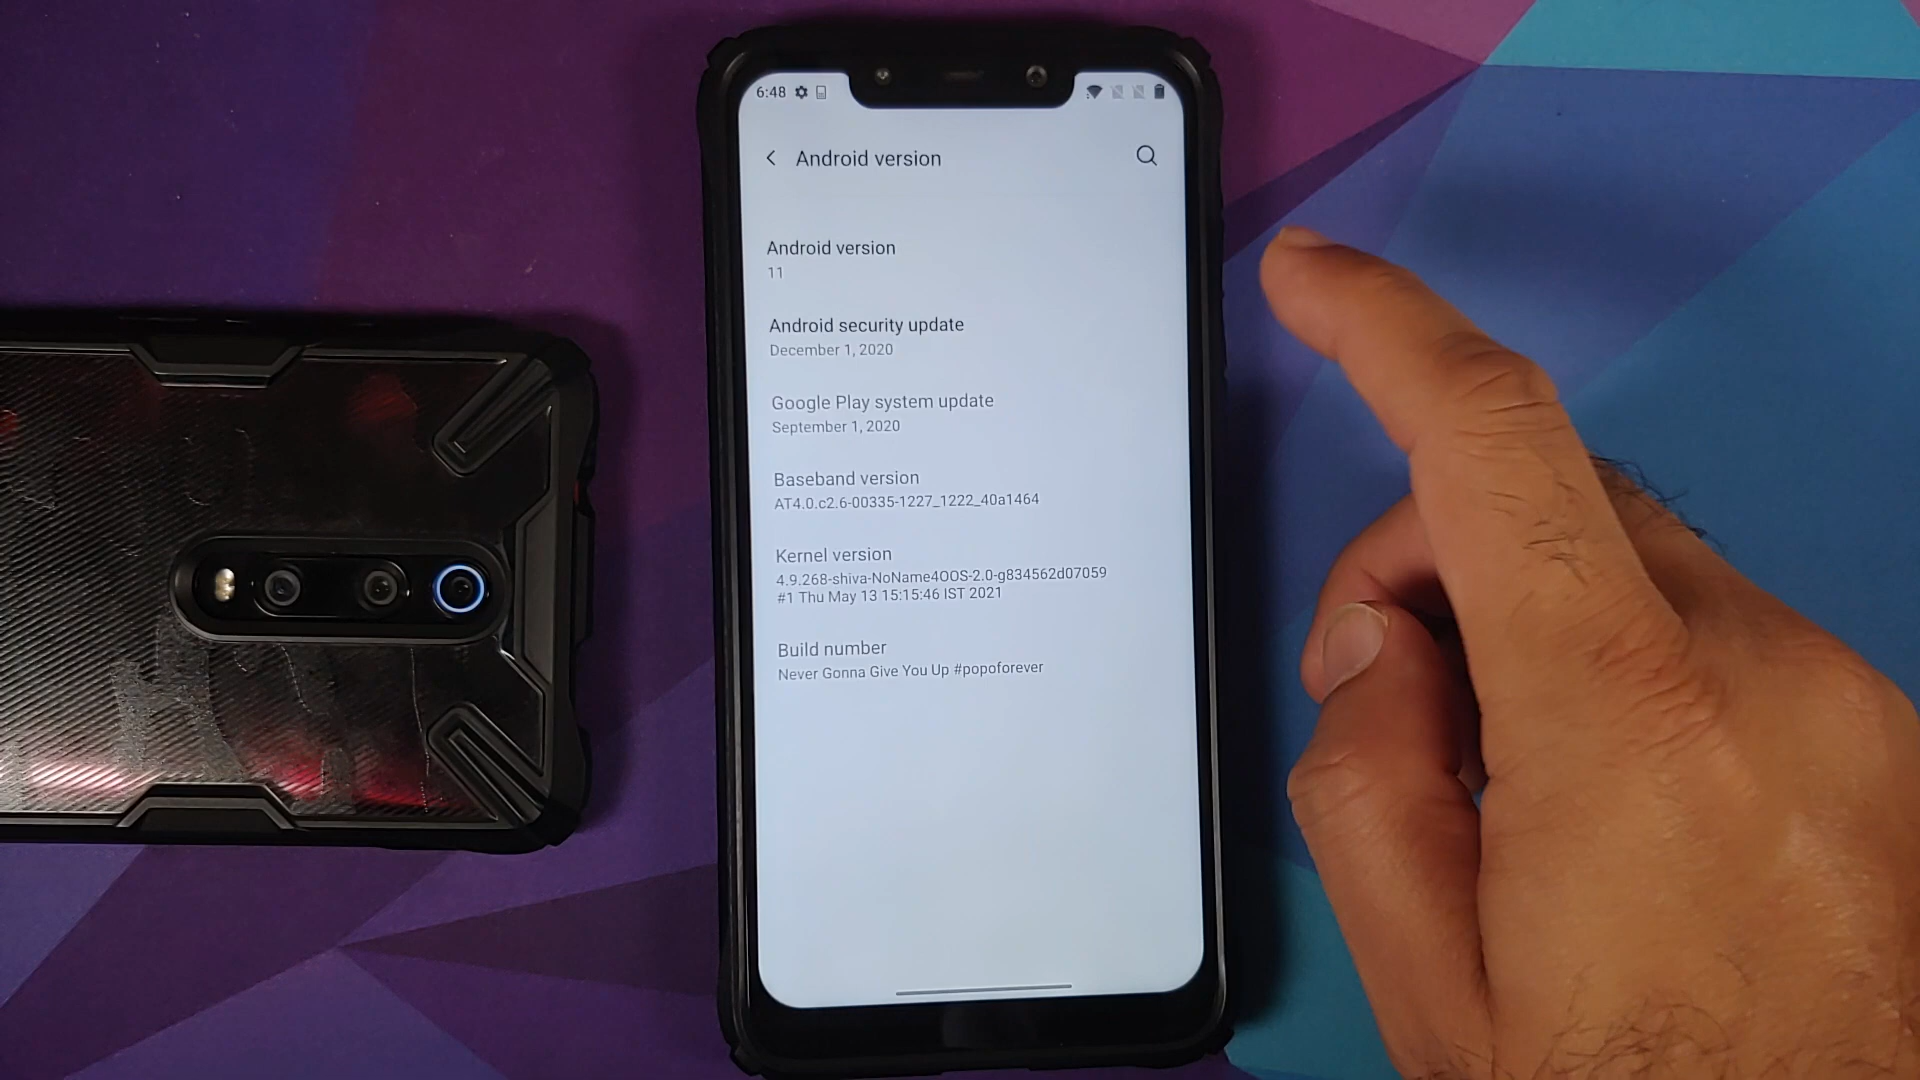 6:48
Android version
Android version
11
Android security update
December 1, 2020
Google Play system update
September 1, 2020
Baseband version
AT4.0.c2.6-00335-1227_1222_40a1464
Kernel version
4.9.268-shiva-NoName4OOS-2.0-g834562d07059
#1 Thu May 13 15:15:46 IST 2021
Build number
Never Gonna Give You Up #popoforever